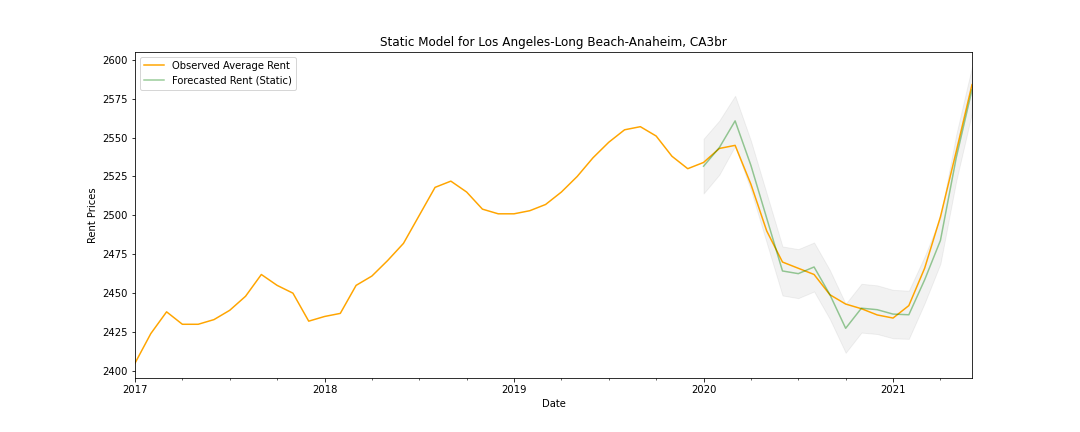 Static Model for Los Angeles-Long Beach-Anaheim, CA3br
Observed Average Rent
Forecasted Rent (Static)
Rent Prices
2600
2575
2550
2525
2500
2475
2450
2425
2400
2017
2018
2019
2020
2021
Date